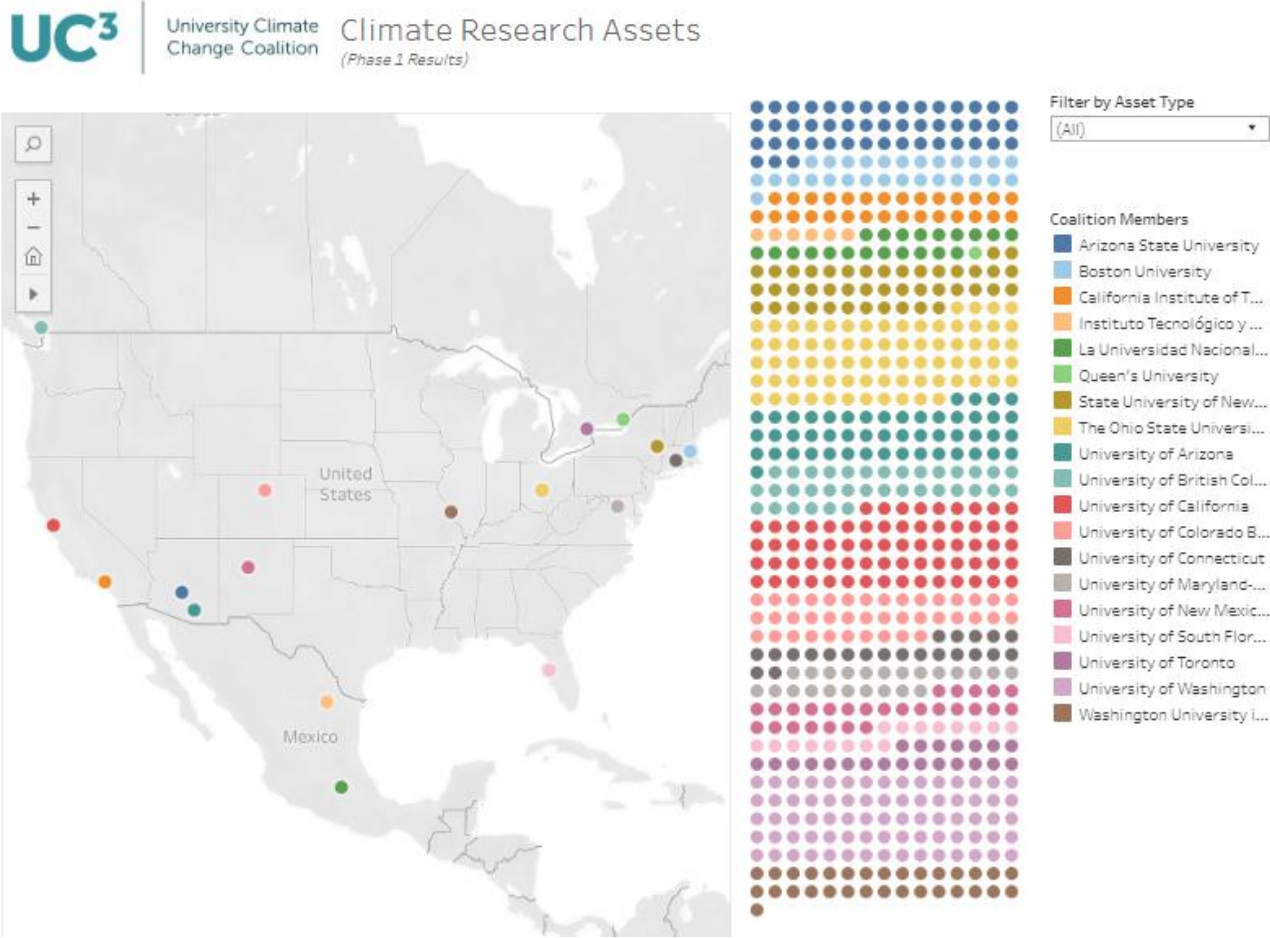 UC³
University Climate
Change Coalition
Climate Research Assets
(Phase 1 Results)
Filter by Asset Type
(All)
Coalition Members
Arizona State University
Boston University
California Institute of T...
Instituto Tecnológico y ...
La Universidad Nacional...
Queen's University
State University of New...
The Ohio State Universi...
University of Arizona
University of British Col...
University of California
University of Colorado B...
University of Connecticut
University of Maryland-...
University of New Mexic...
University of South Flor...
University of Toronto
University of Washington
Washington University i...
United
States
Mexico